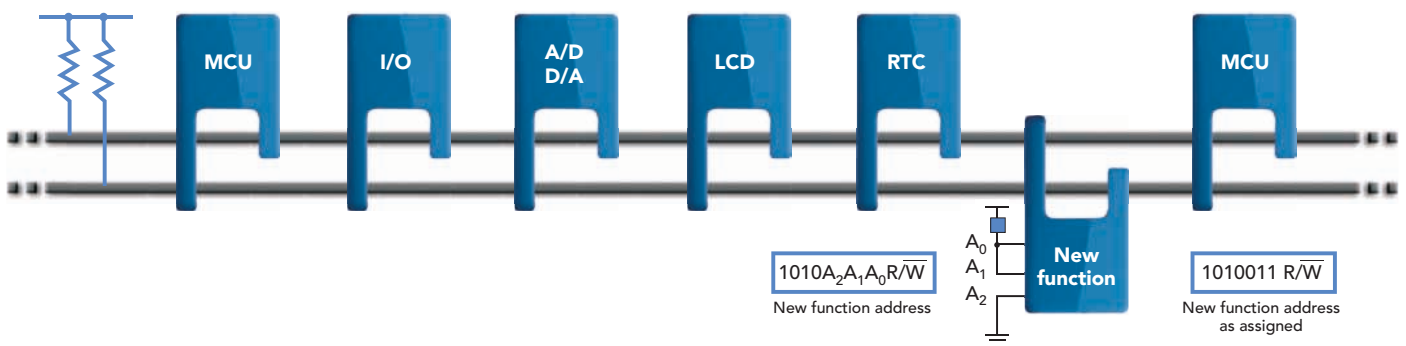 MCU
I/O
A/D
D/A
LCD
RTC
MCU
A₀
A₁
A₂
New
function
1010A₂A₁A₀R/W̅
New function address
1010011 R/W̅
New function address
as assigned